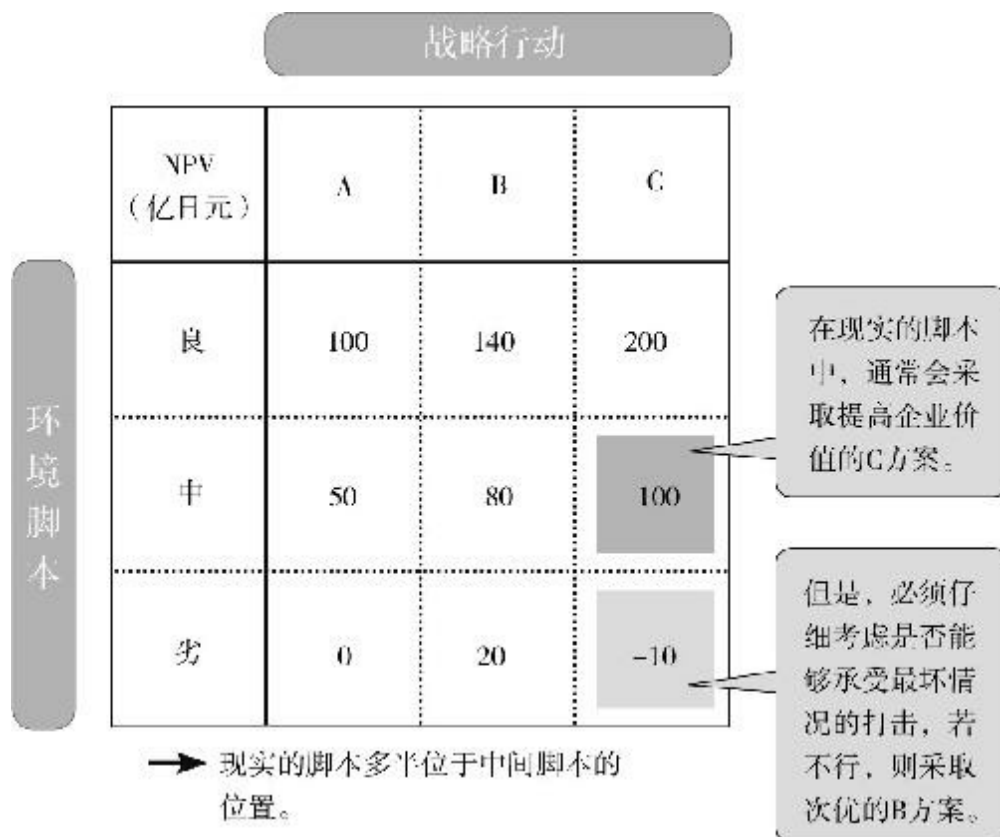 战略行动
NPV
（亿日元）
A
B
C
环境脚本
良
100
140
200
中
50
80
100
劣
0
20
-10
在现实的脚本
中，通常会采
取提高企业价
值的C方案。
但是，必须仔
细考虑是否能
够承受最坏情
况的打击，若
不行，则采取
次优的B方案。
→ 现实的脚本多半位于中间脚本的
位置。